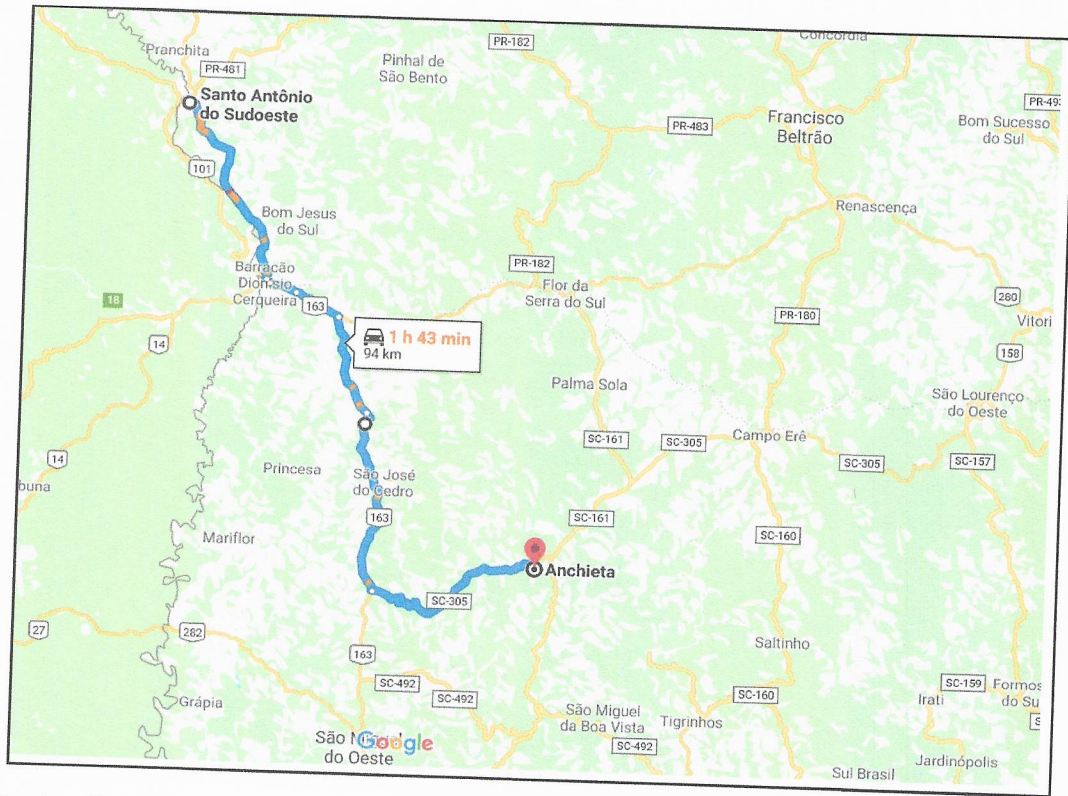 Pranchita
PR-481
Pinhal de
São Bento
PR-182
Concordia
Santo Antônio
do Sudoeste
PR-483
Francisco
Beltrão
Bom Sucesso
do Sul
101
Bom Jesus
do Sul
Renascença
Barracão
Dionísio
Cerqueira
18
163
PR-182
Flor da
Serra do Sul
PR-180
280
Vitori
158
14
1 h 43 min
94 km
Palma Sola
São Lourenço
do Oeste
SC-161
SC-305
Campo Erê
SC-305
SC-157
14
buna
Princesa
São José
do Cedro
163
SC-161
SC-160
Mariflor
Anchieta
SC-305
27
282
163
Saltinho
SC-492
SC-492
SC-160
SC-159
Irati
Formos
do Su
Grápia
São Miguel
da Boa Vista
Tigrinhos
SC-492
Google
do Oeste
Sul Brasil
Jardinópolis